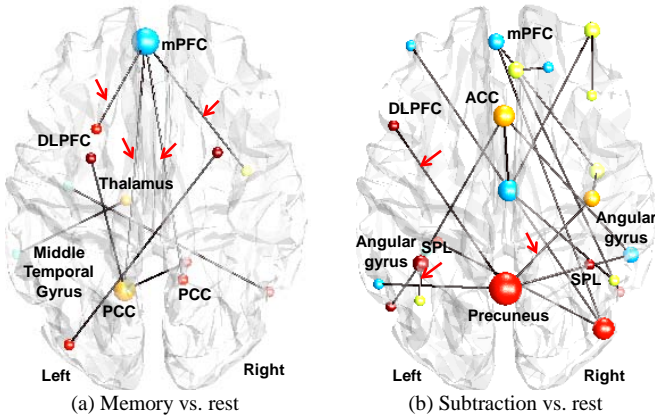 mPFC
DLPFC
Thalamus
Middle
Temporal
Gyrus
PCC
PCC
Left
Right
(a) Memory vs. rest
mPFC
DLPFC
ACC
Angular
gyrus
SPL
Angular
gyrus
SPL
Precuneus
Left
Right
(b) Subtraction vs. rest